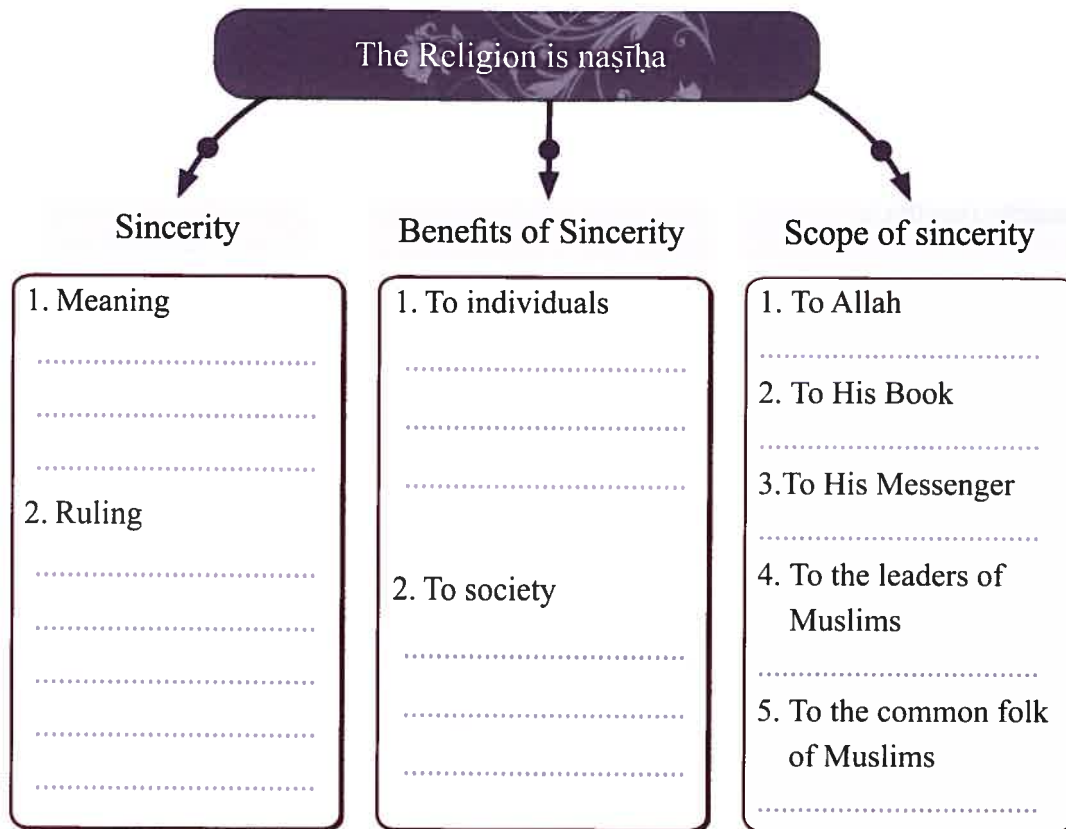 The Religion is naṣīḥa
Sincerity
1. Meaning
2. Ruling
Benefits of Sincerity
1. To individuals
2. To society
Scope of sincerity
1. To Allah
2. To His Book
3.To His Messenger
4. To the leaders of
Muslims
5. To the common folk
of Muslims